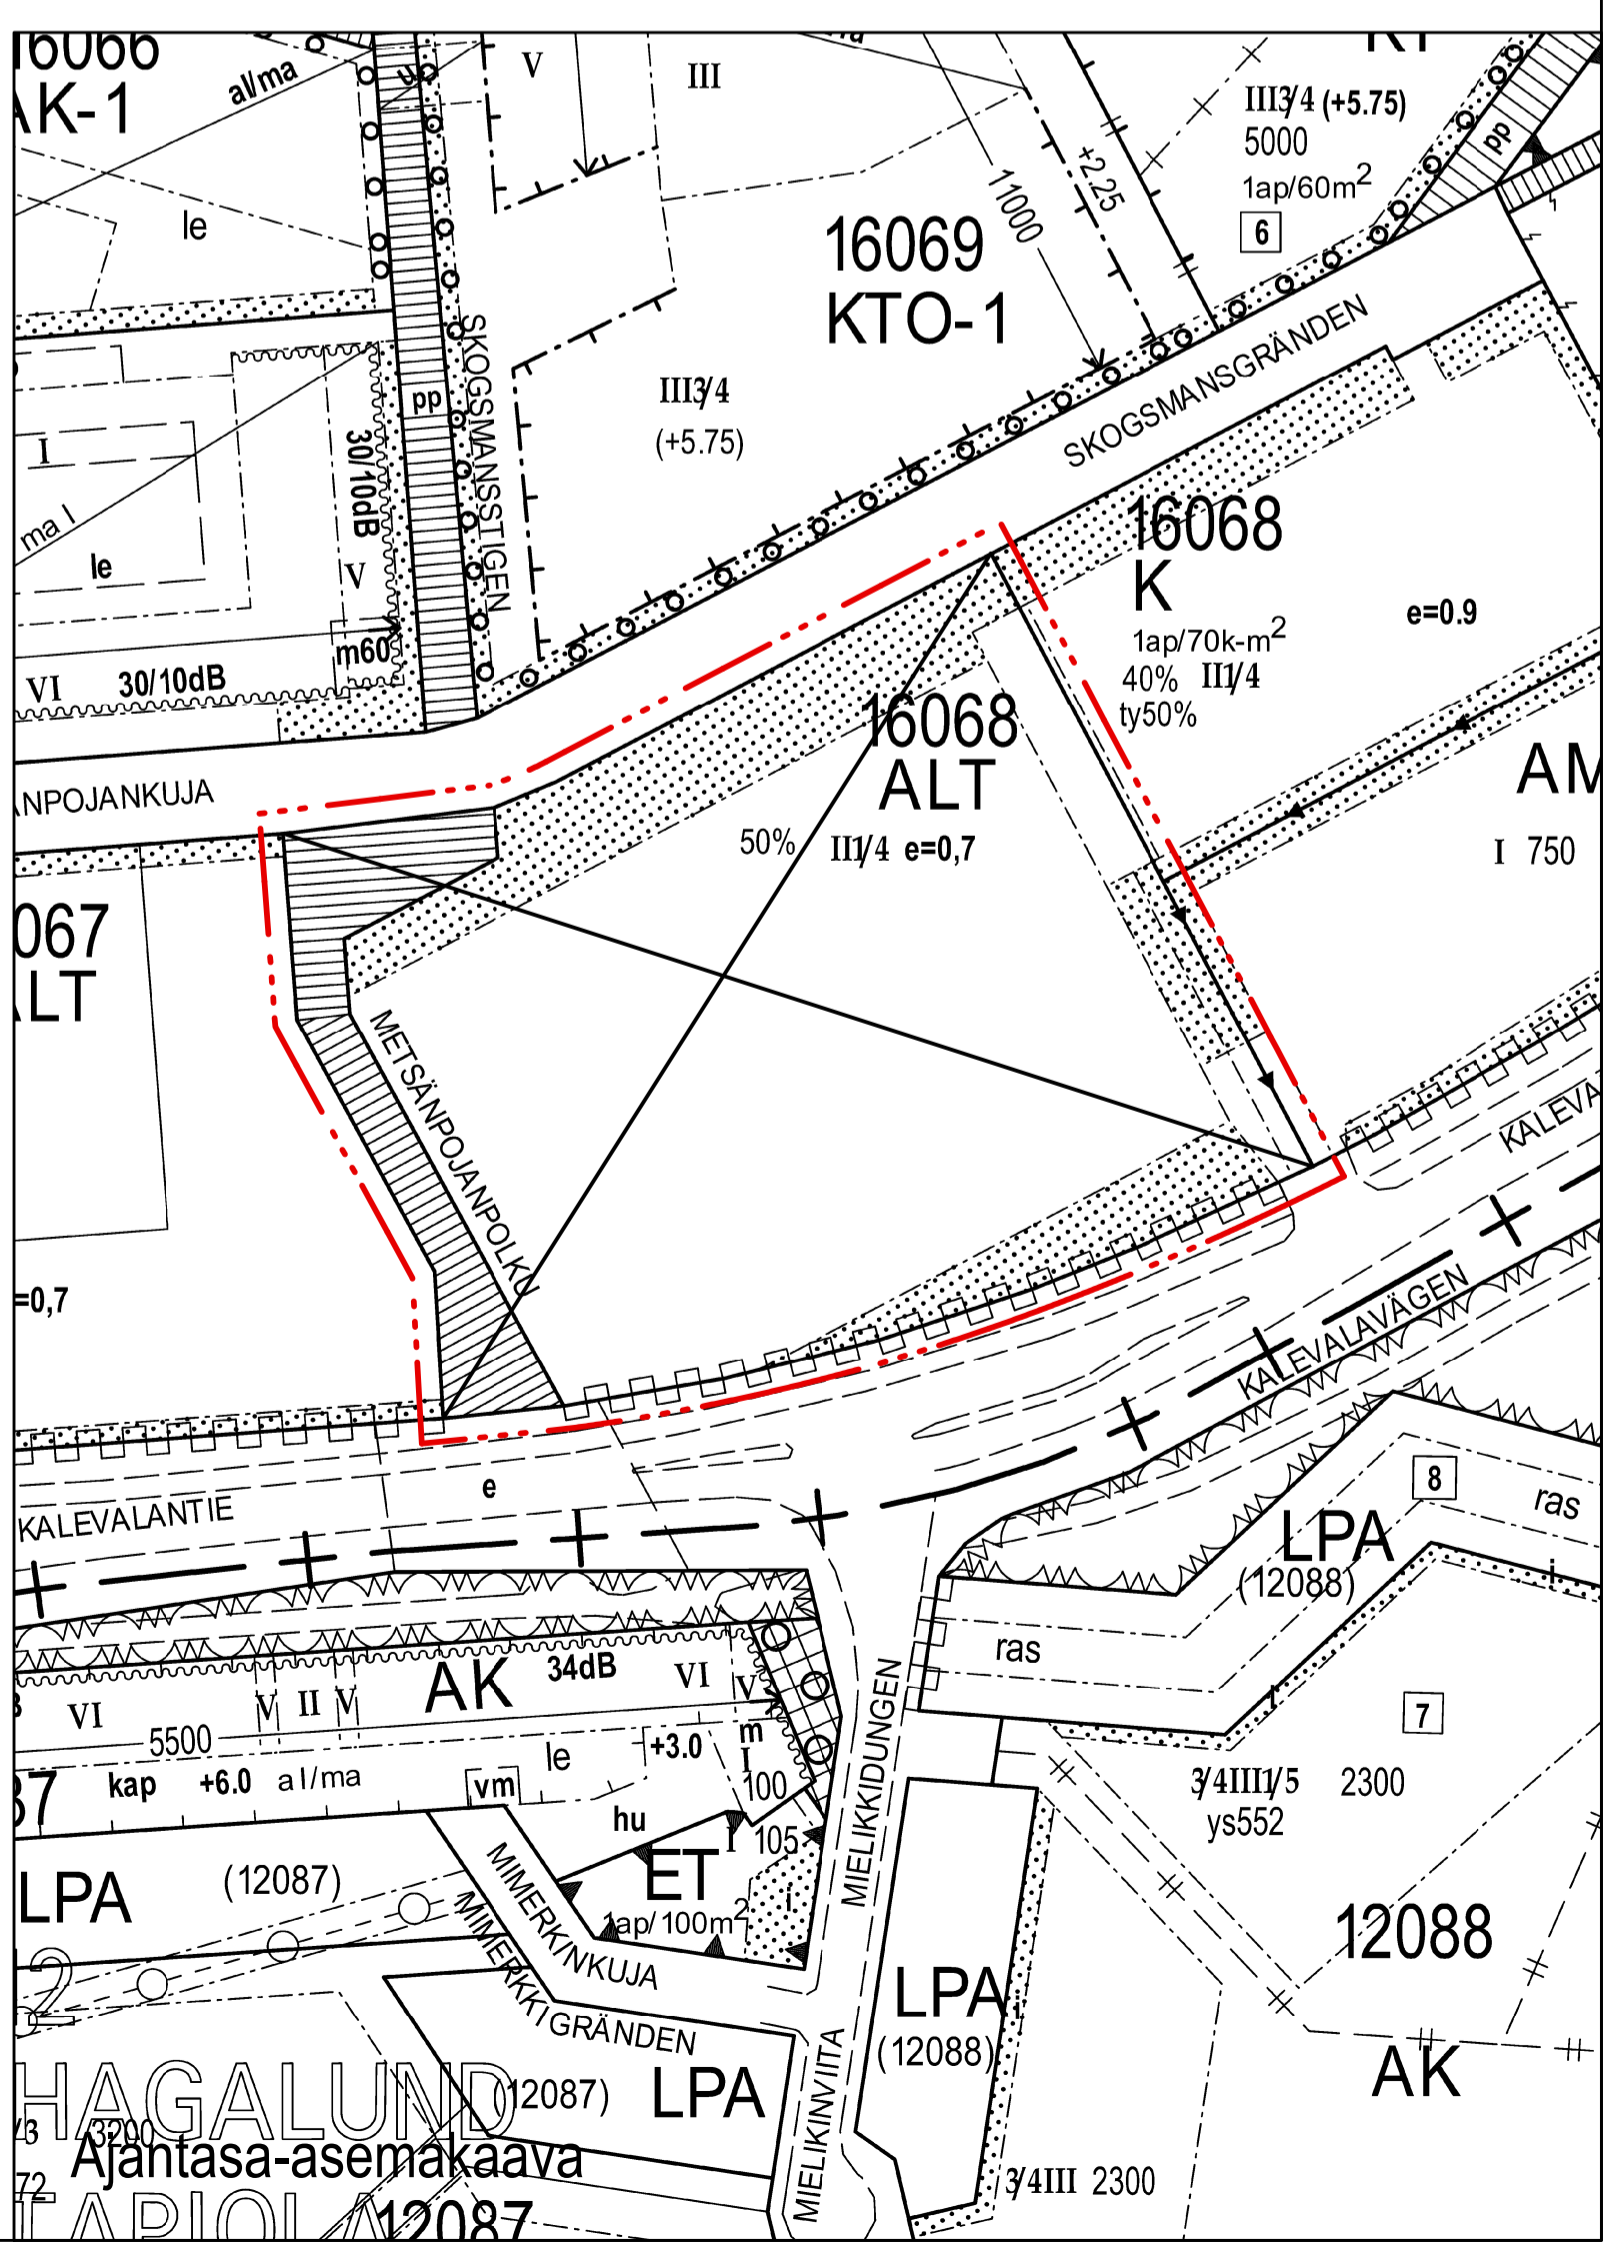 16066
AK-1
al/ma
V
III
III3/4 (+5.75)
5000
1ap/60m2
6
pp
+2.25
11000
le
16069
KTO-1
SKOGSMANSSTIGEN
III3/4
(+5.75)
SKOGSMANSGRÄNDEN
pp
I
30/10dB
ma I
le
V
m60
VI
30/10dB
16068
K
1ap/70k-m2
40% II1/4
ty50%
e=0.9
16068
ALT
50% II1/4 e=0,7
NPOJANKUJA
AM
I 750
067
LT
METSÄNPOJANPOLKU
=0,7
KALEVA
KALEVALAVÄGEN
e
KALEVALANTIE
8
ras
LPA
(12088)
i
ras
AK
34dB
VI
V
VI
V
II
V
5500
le
+3.0
m
I
100
kap
+6.0
al/ma
vm
hu
I 105
MIELIKKIDUNGEN
7
3/4III1/5 2300
ys552
LPA
(12087)
ET
1ap/100m2
i
MIMERKINKUJA
MIMERKKIGRÄNDEN
12088
LPA
(12088)
AK
LPA
(12087)
MIELIKINVIITA
HAGALUND
3200
Ajantasa-asemakaava
72
TAPIOLA
12087
3/4III 2300